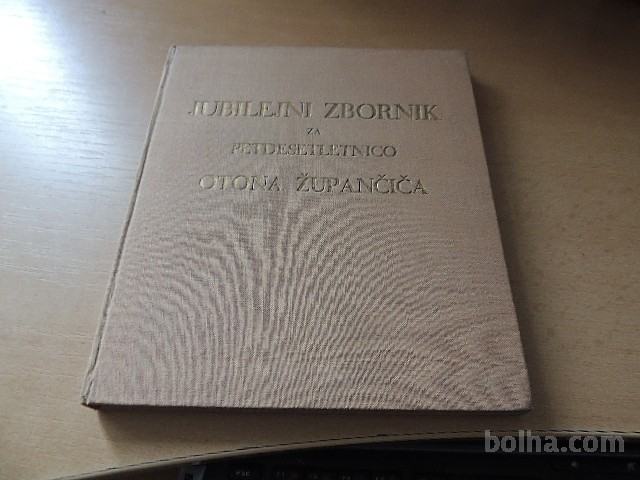 JUBILEJNI ZBORNIK
ZA
PETDESETLETNICO
OTONA ŽUPANČIČA
bolha.com